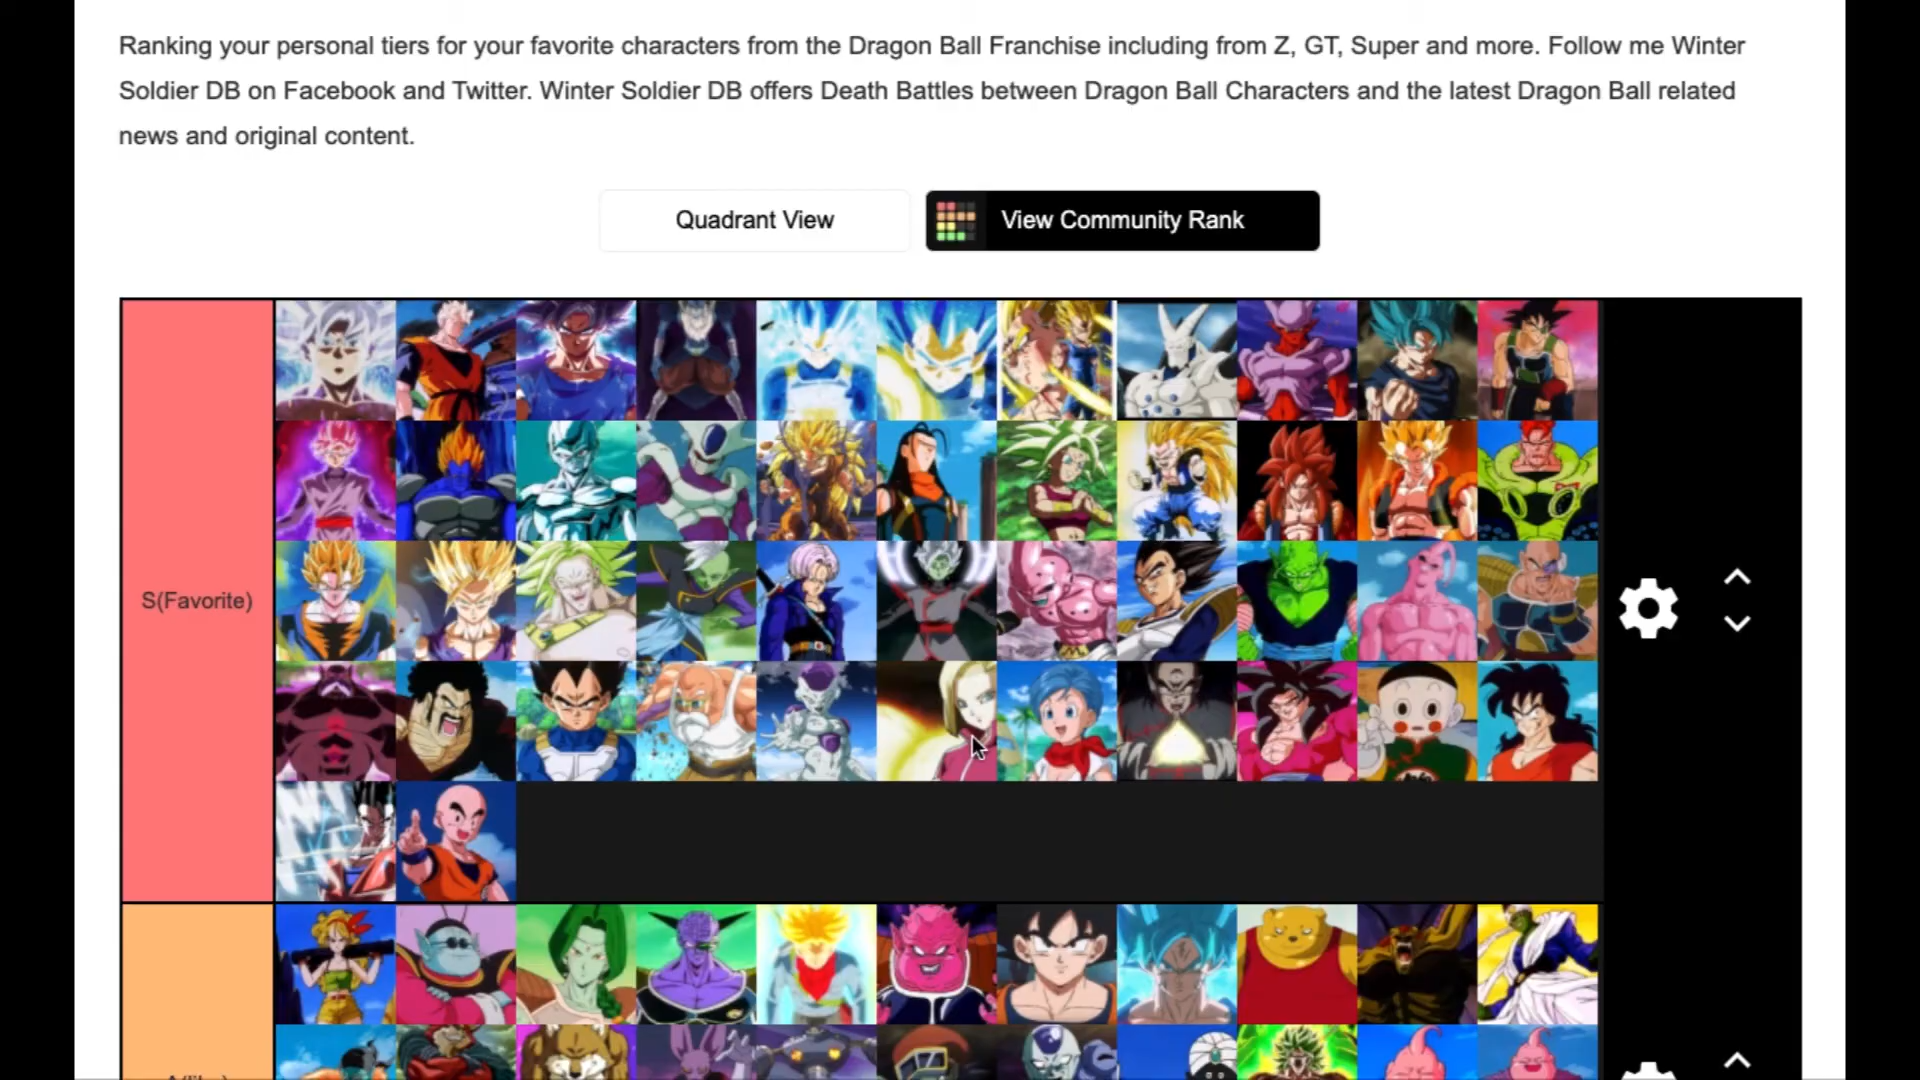 Ranking your personal tiers for your favorite characters from the Dragon Ball Franchise including from Z, GT, Super and more. Follow me Winter
Soldier DB on Facebook and Twitter. Winter Soldier DB offers Death Battles between Dragon Ball Characters and the latest Dragon Ball related
news and original content.
Quadrant View
View Community Rank
S(Favorite)